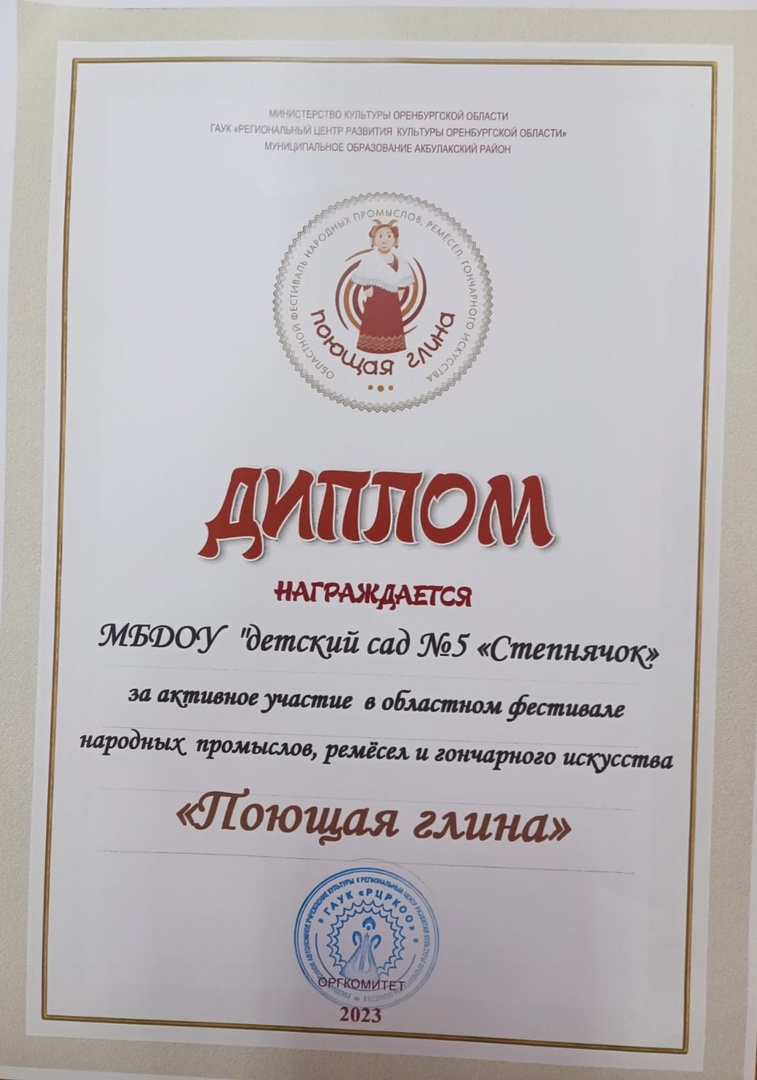 МИНИСТЕРСТВО КУЛЬТУРЫ ОРЕНБУРГСКОЙ ОБЛАСТИ
ГАУК «РЕГИОНАЛЬНЫЙ ЦЕНТР РАЗВИТИЯ КУЛЬТУРЫ ОРЕНБУРГСКОЙ ОБЛАСТИ»
МУНИЦИПАЛЬНОЕ ОБРАЗОВАНИЕ АКБУЛАКСКИЙ РАЙОН
ОБЛАСТНОЙ ФЕСТИВАЛЬ НАРОДНЫХ ПРОМЫСЛОВ, РЕМЁСЕЛ, ГОНЧАРНОГО ИСКУССТВА
поющая глина
ДИПЛОМ
НАГРАЖДАЕТСЯ
МБДОУ "детский сад №5 «Степнячок»
за активное участие в областном фестивале
народных промыслов, ремёсел и гончарного искусства
«Поющая глина»
ГАУК «РЦРКОО»
ОРГКОМИТЕТ
2023